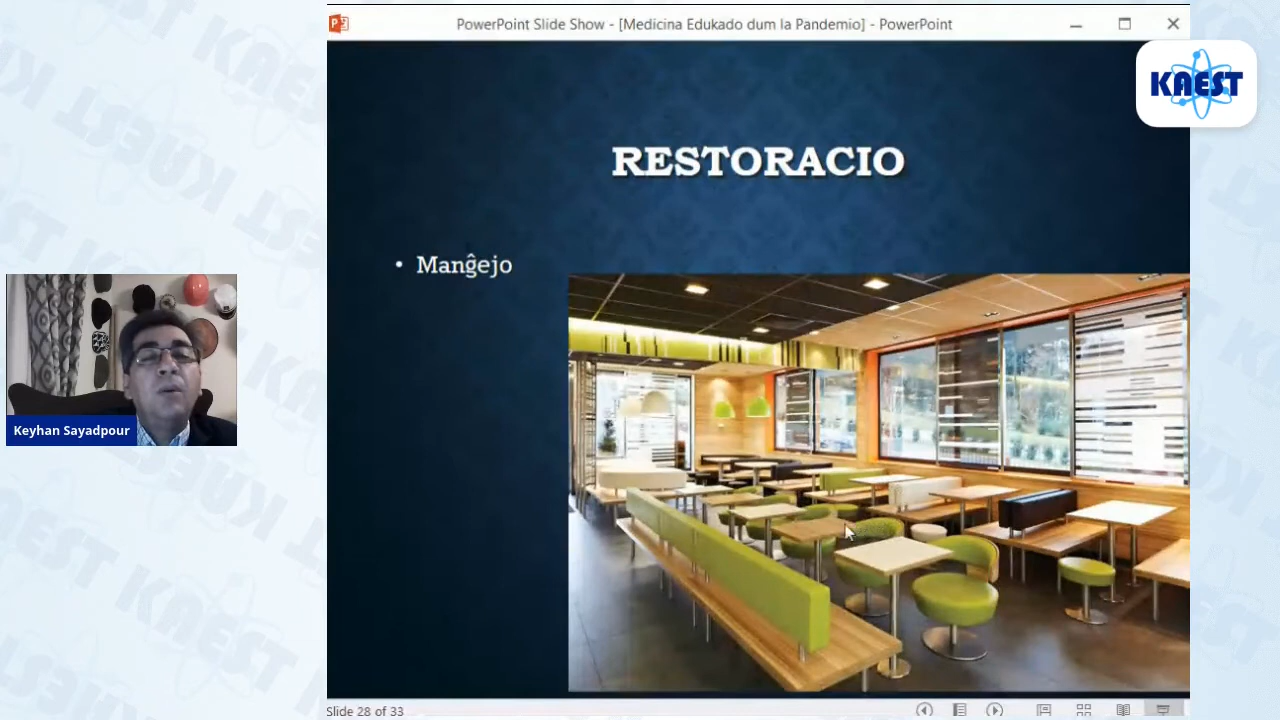 PowerPoint Slide Show - [Medicina Edukado dum la Pandemio] - PowerPoint
KAEST
RESTORACIO
• Manĝejo
Keyhan Sayadpour
Slide 28 of 33